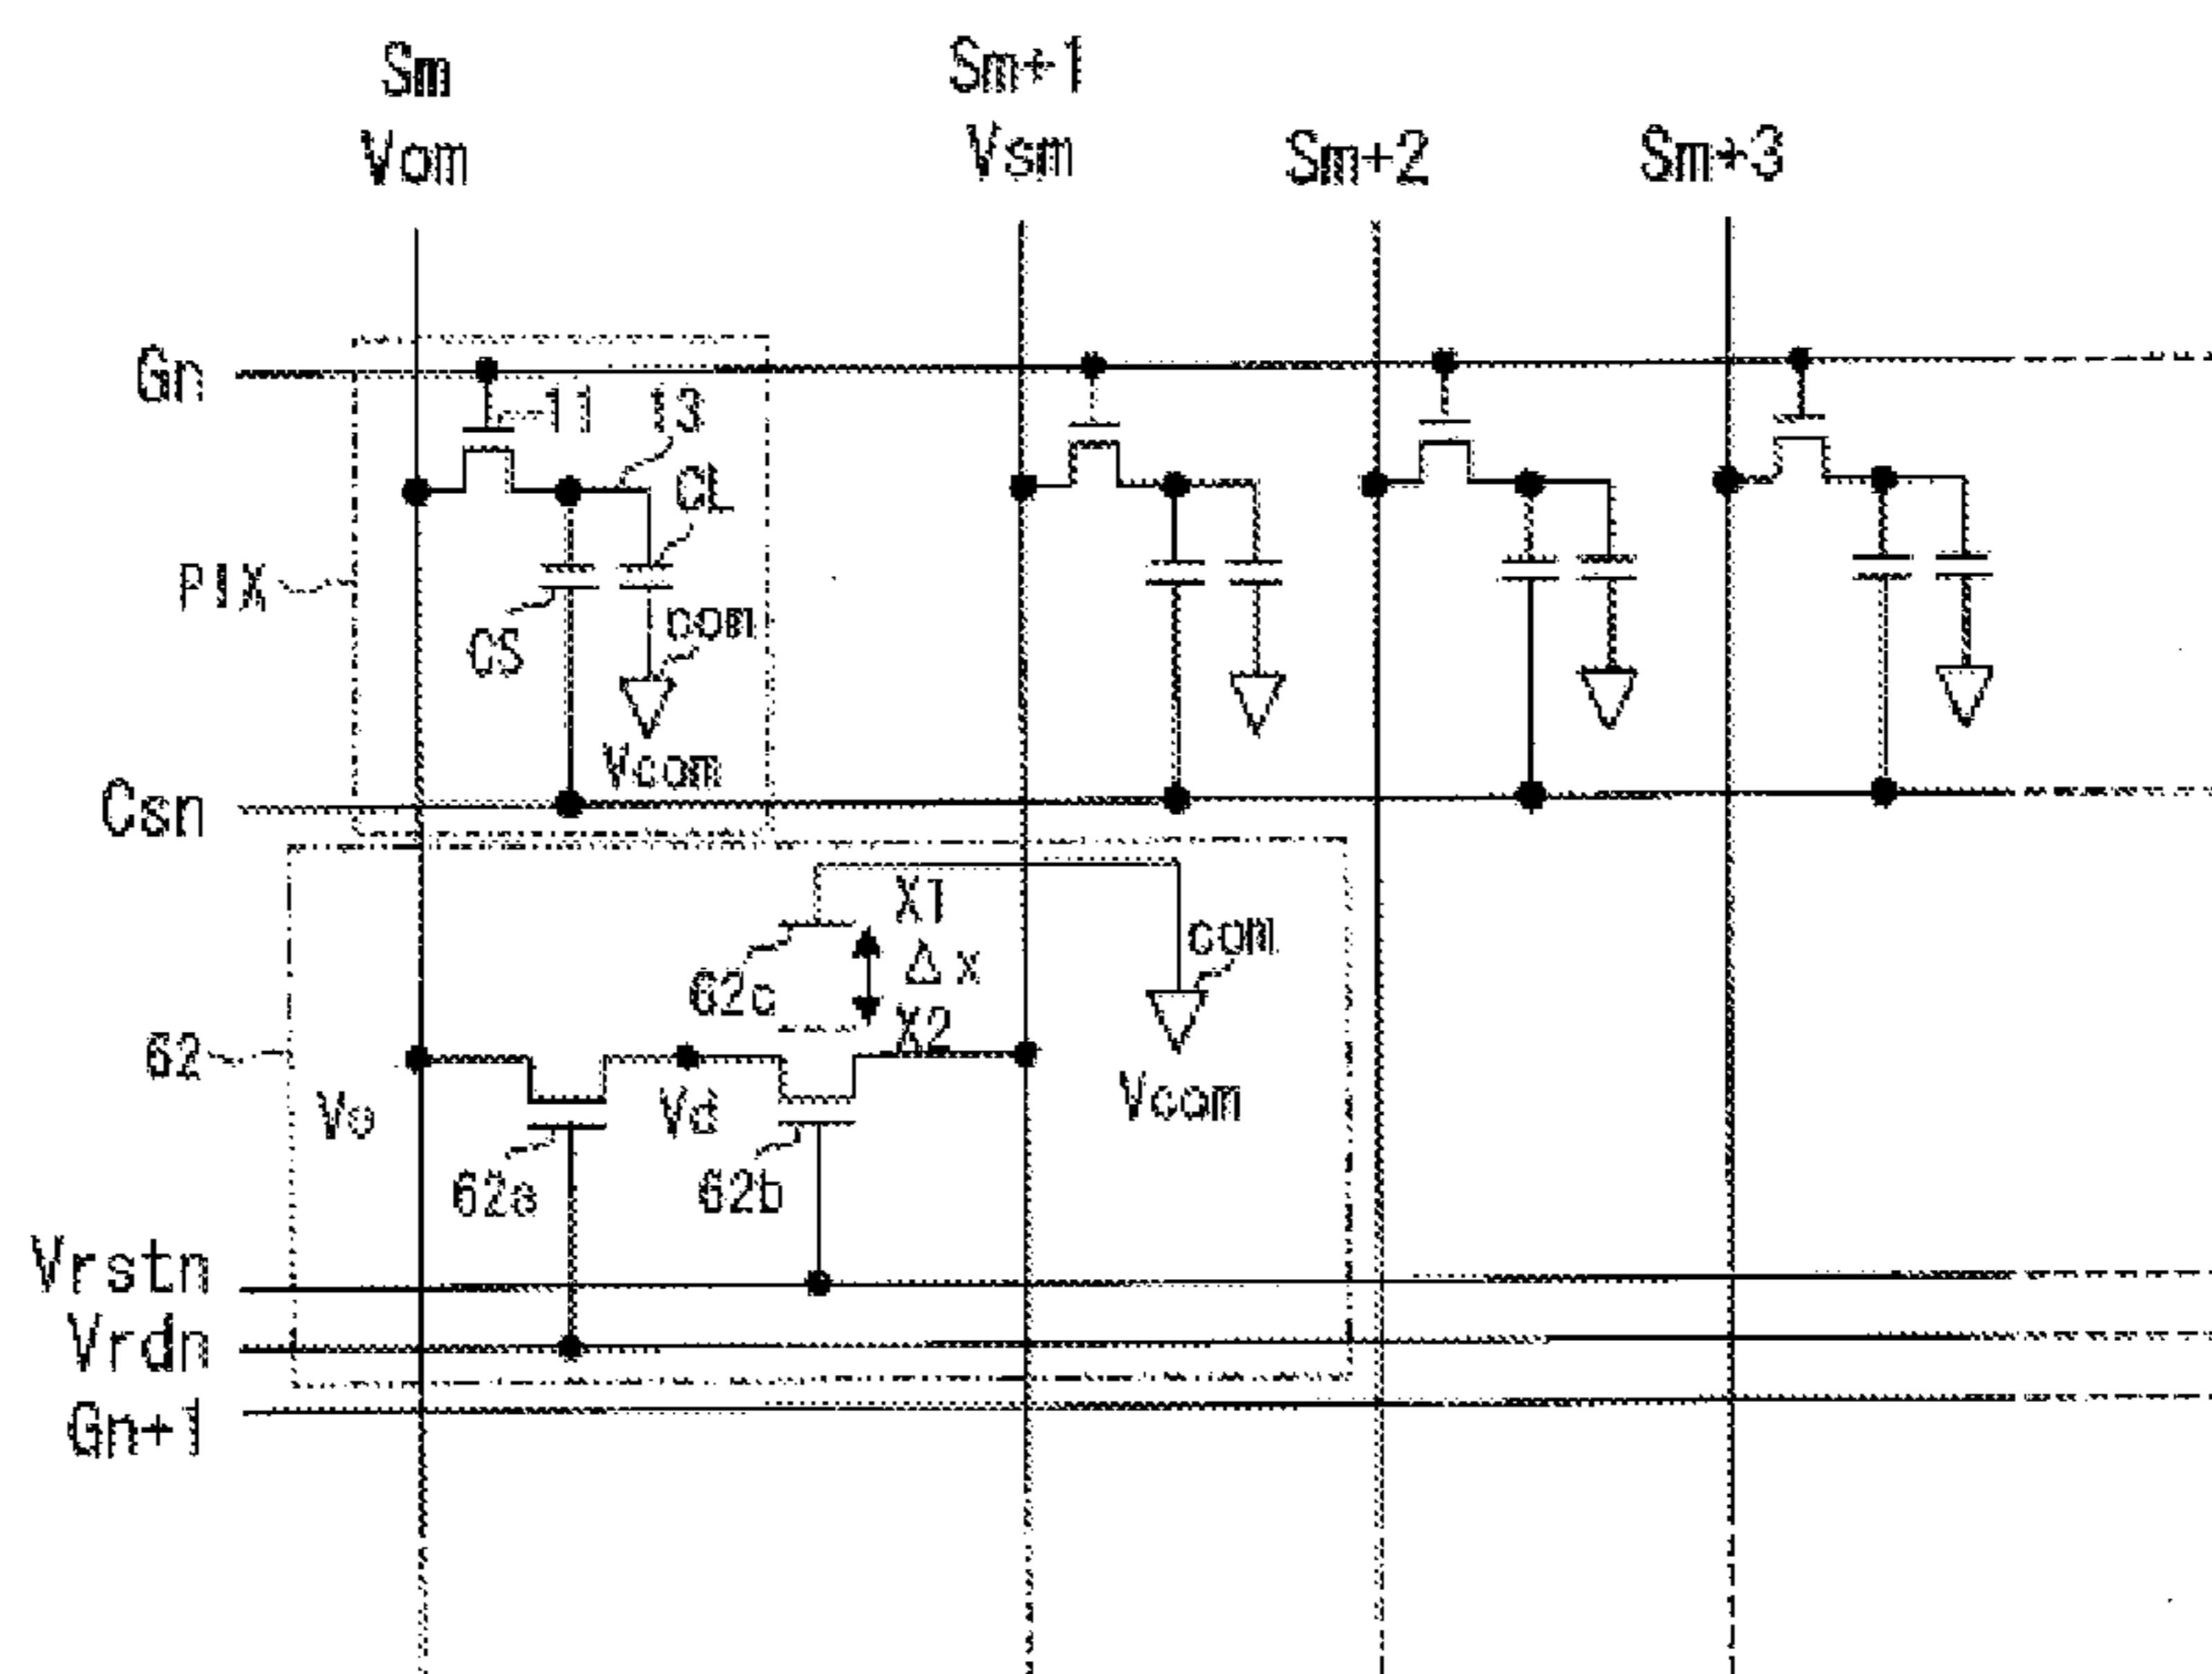 Sm
Vom
Sm+1
Vsm
Sm+2
Sm+3
Gn
11
13
CL
PIX
CS
com
Vcom
Csn
X1
Δx
X2
62c
com
62
Vo
Vd
Vcom
62a
62b
Vrstn
Vrdn
Gn+1